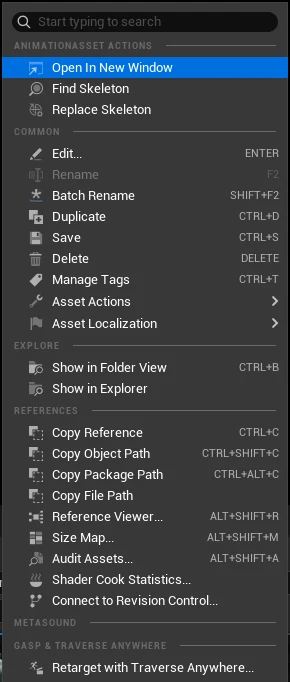 Start typing to search
ANIMATIONASSET ACTIONS
Open In New Window
Find Skeleton
Replace Skeleton
COMMON
Edit... ENTER
Rename F2
Batch Rename SHIFT+F2
Duplicate CTRL+D
Save CTRL+S
Delete DELETE
Manage Tags CTRL+T
Asset Actions
Asset Localization
EXPLORE
Show in Folder View CTRL+B
Show in Explorer
REFERENCES
Copy Reference CTRL+C
Copy Object Path CTRL+SHIFT+C
Copy Package Path CTRL+ALT+C
Copy File Path
Reference Viewer... ALT+SHIFT+R
Size Map... ALT+SHIFT+M
Audit Assets... ALT+SHIFT+A
Shader Cook Statistics...
Connect to Revision Control...
METASOUND
GASP & TRAVERSE ANYWHERE
Retarget with Traverse Anywhere...